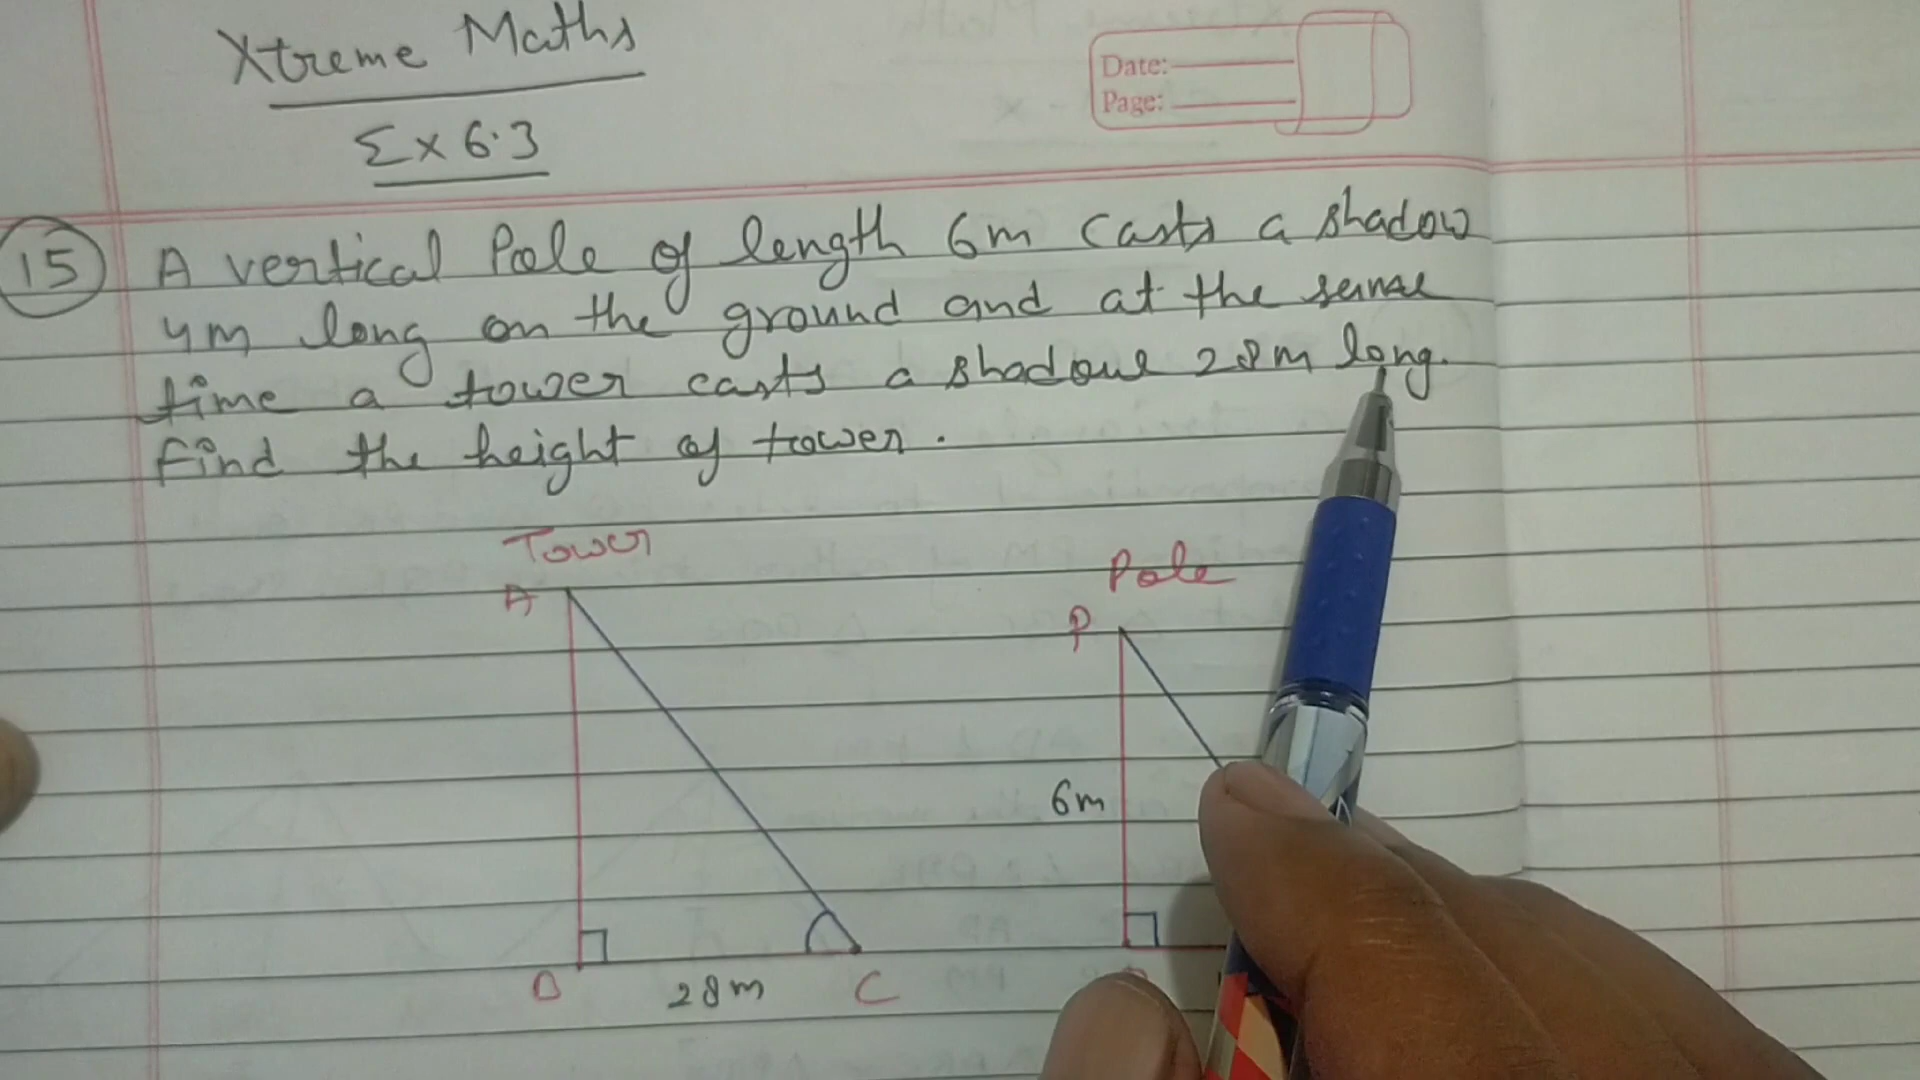 Xtreme Maths
Ex 6.3
Date:
Page:
15 A vertical Pole of length 6m casts a shadow
4m long on the ground and at the same
time a tower casts a shadow 28m long.
find the height of tower.
Tower
Pole
A
P
6m
B
28m
C